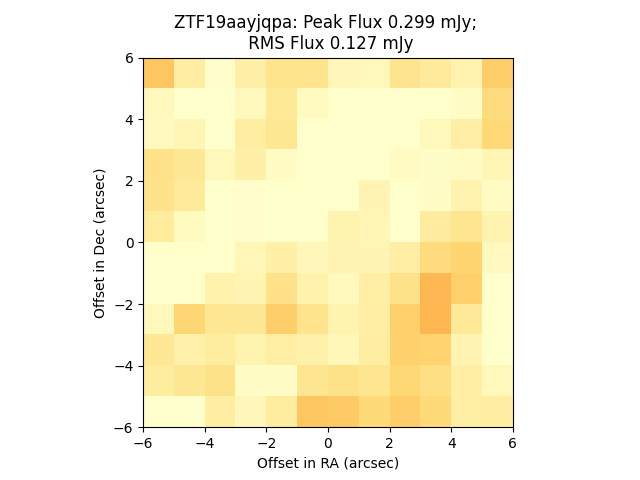 ZTF19aayjqpa: Peak Flux 0.299 mJy;
RMS Flux 0.127 mJy
6
4
2
0
−2
−4
−6
Offset in Dec (arcsec)
−6 −4 −2 0 2 4 6
Offset in RA (arcsec)